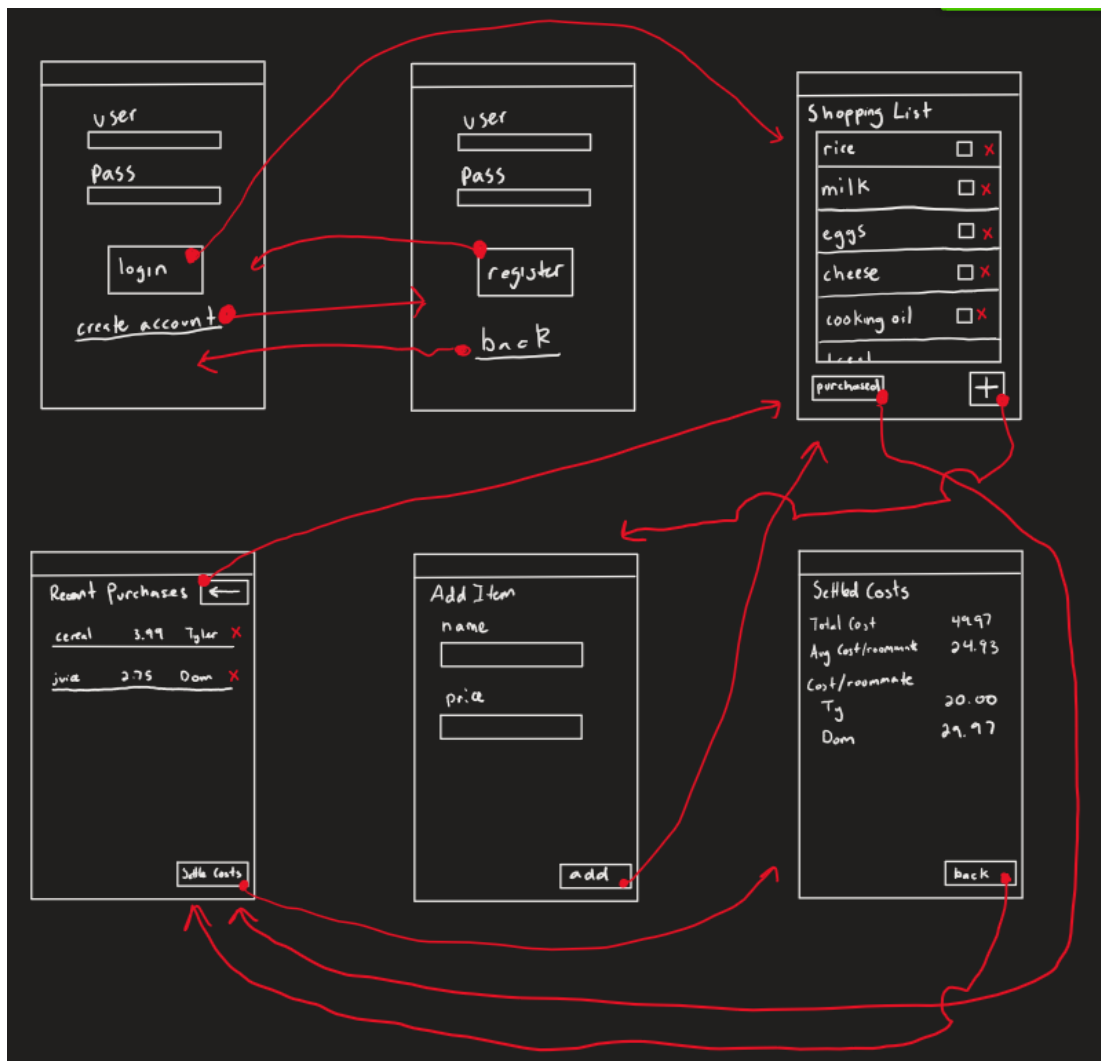 user
Pass
login
create account
user
Pass
register
back
Shopping List
rice
milk
eggs
cheese
cooking oil
purchased
+
Recent Purchases ←
cereal 3.99 Tyler x
juice 2.75 Dom x
Settle Costs
Add Item
name
price
add
Settled Costs
Total Cost 49.97
Avg Cost/roommate 24.93
Cost/roommate
Ty 20.00
Dom 29.97
back